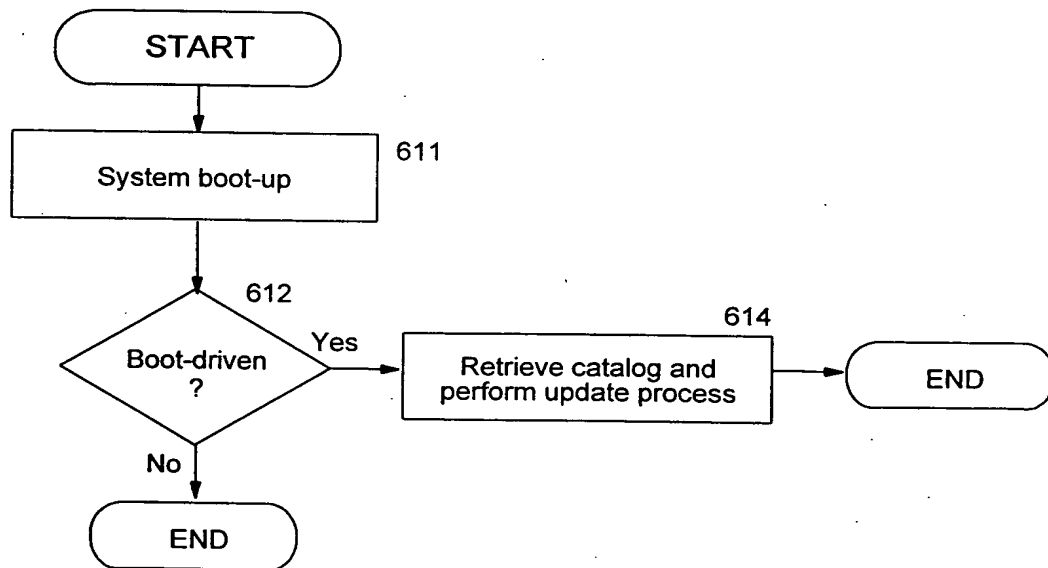 START
611
System boot-up
612
Boot-driven
?
Yes
614
Retrieve catalog and
perform update process
END
No
END